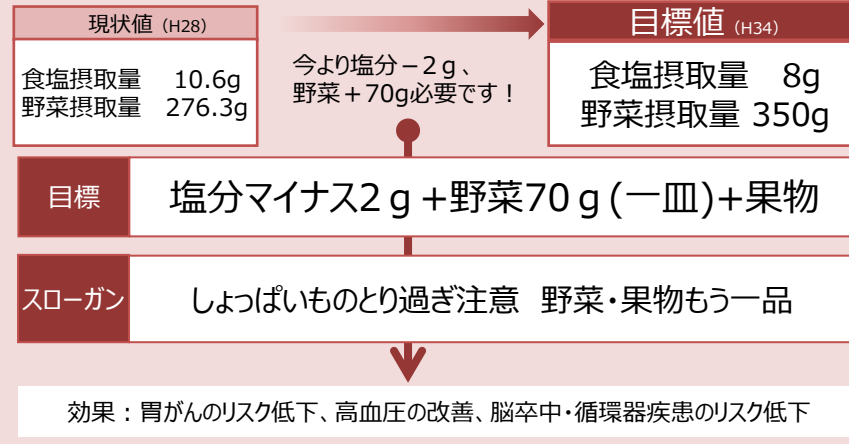 現状値（H28）
食塩摂取量　10.6g
野菜摂取量　276.3g
今より塩分－２ｇ、
野菜＋70g必要です！
目標値（H34）
食塩摂取量　8g
野菜摂取量 350g
目標
塩分マイナス2ｇ+野菜70ｇ(一皿)+果物
スローガン
しょっぱいものとり過ぎ注意　野菜・果物もう一品
効果：胃がんのリスク低下、高血圧の改善、脳卒中・循環器疾患のリスク低下